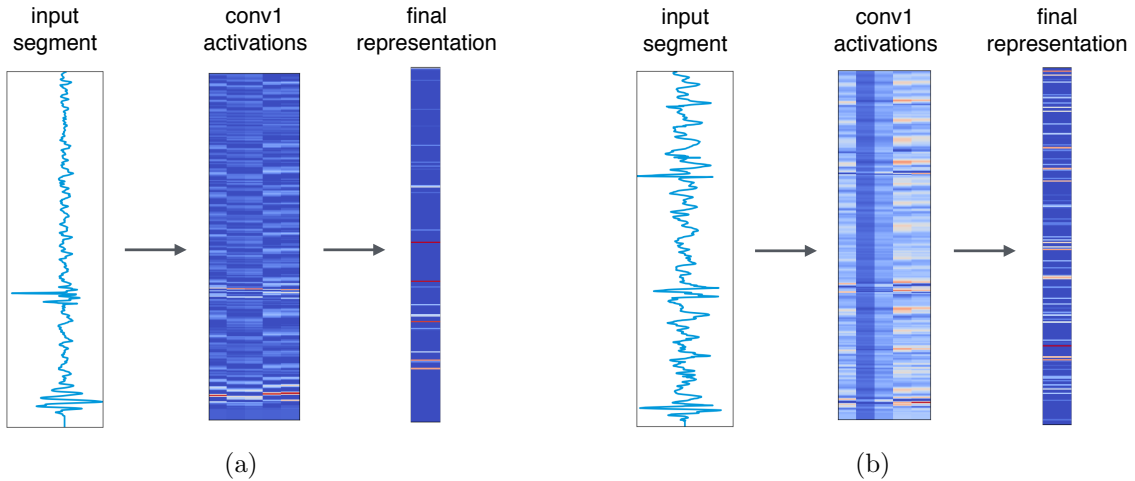 input
segment
conv1
activations
final
representation
(a)
input
segment
conv1
activations
final
representation
(b)